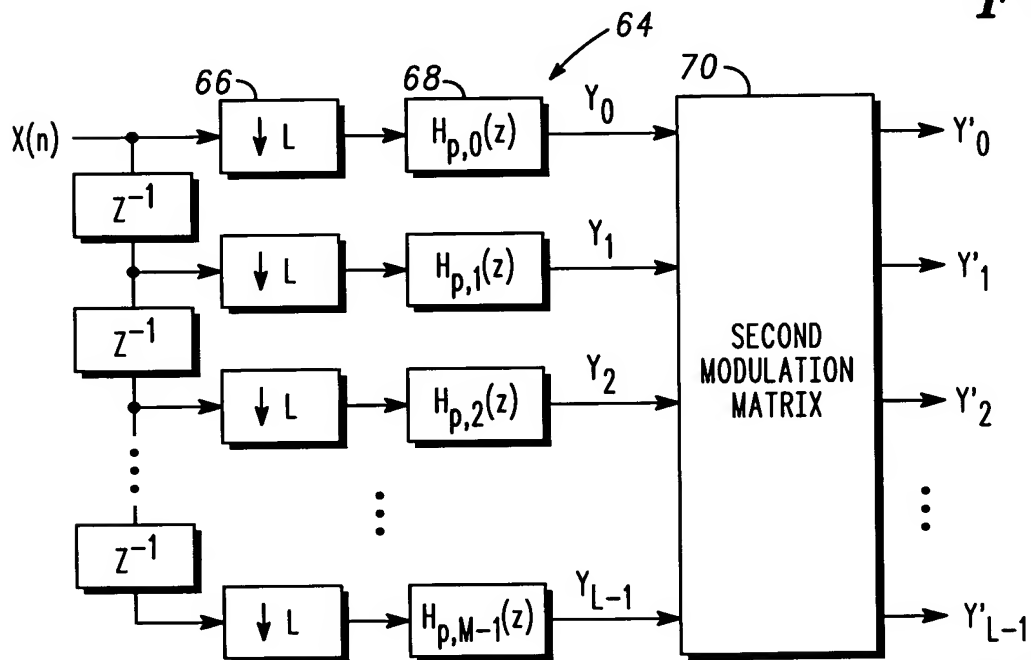 F
64
66
68
70
X(n)
↓ L
H_{p,0}(z)
Y_0
Y'_0
Z^{-1}
↓ L
H_{p,1}(z)
Y_1
Y'_1
Z^{-1}
↓ L
H_{p,2}(z)
Y_2
SECOND
MODULATION
MATRIX
Y'_2
Z^{-1}
↓ L
H_{p,M-1}(z)
Y_{L-1}
Y'_{L-1}